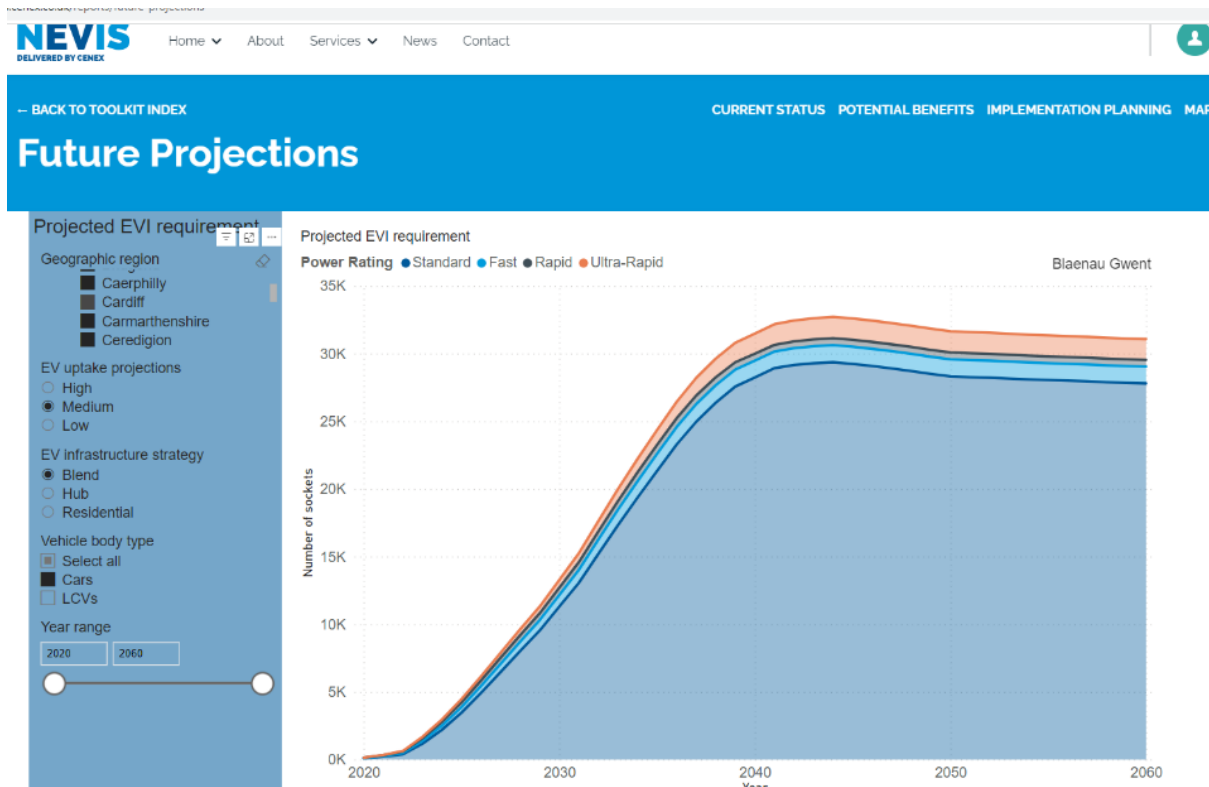 NEVIS
DELIVERED BY CENEX
Home About Services News Contact
← BACK TO TOOLKIT INDEX
CURRENT STATUS POTENTIAL BENEFITS IMPLEMENTATION PLANNING MAP
Future Projections
Projected EVI requirement
Geographic region
Caerphilly
Cardiff
Carmarthenshire
Ceredigion
EV uptake projections
High
Medium
Low
EV infrastructure strategy
Blend
Hub
Residential
Vehicle body type
Select all
Cars
LCVs
Year range
2020 2060
Projected EVI requirement
Power Rating Standard Fast Rapid Ultra-Rapid
Blaenau Gwent
Number of sockets
35K
30K
25K
20K
15K
10K
5K
0K
2020 2030 2040 2050 2060
Year